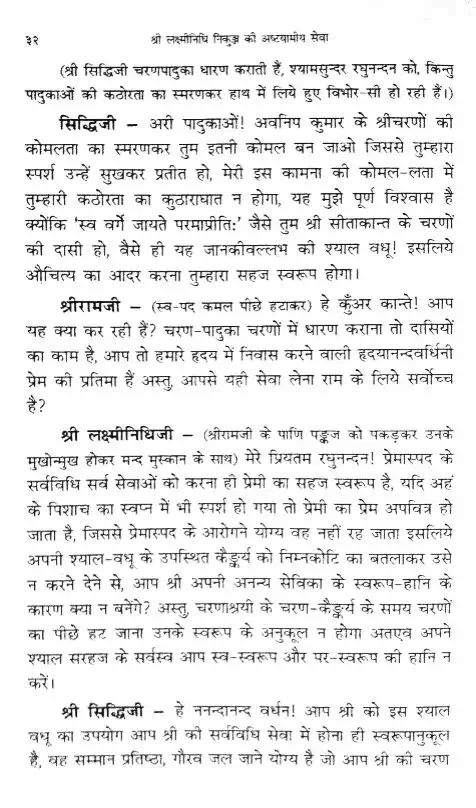 ३२ श्री लक्ष्मीनिधि निकुञ्ज की अष्टयामीय सेवा
(श्री सिद्धिजी चरणपादुका धारण कराती हैं, श्यामसुन्दर रघुनन्दन को, किन्तु
पादुकाओं की कठोरता का स्मरणकर हाथ में लिये हुए विभोर-सी हो रही हैं।)
सिद्धिजी – अरी पादुकाओं! अवनिप कुमार के श्रीचरणों की
कोमलता का स्मरणकर तुम इतनी कोमल बन जाओ जिससे तुम्हारा
स्पर्श उन्हें सुखकर प्रतीत हो, मेरी इस कामना की कोमल-लता में
तुम्हारी कठोरता का कुठाराघात न होगा, यह मुझे पूर्ण विश्वास है
क्योंकि ‘स्व वर्गे जायते परमाप्रीति:’ जैसे तुम श्री सीताकान्त के चरणों
की दासी हो, वैसे ही यह जानकीवल्लभ की श्याल वधू! इसलिये
औचित्य का आदर करना तुम्हारा सहज स्वरूप होगा।
श्रीरामजी – (स्व-पद कमल पीछे हटाकर) हे कुँअर कान्ते! आप
यह क्या कर रही हैं? चरण-पादुका चरणों में धारण कराना तो दासियों
का काम है, आप तो हमारे हृदय में निवास करने वाली हृदयानन्दवर्धिनी
प्रेम की प्रतिमा हैं अस्तु, आपसे यही सेवा लेना राम के लिये सर्वोच्च
है?
श्री लक्ष्मीनिधिजी – (श्रीरामजी के पाणि पङ्कज को पकड़कर उनके
मुखोन्मुख होकर मन्द मुस्कान के साथ) मेरे प्रियतम रघुनन्दन! प्रेमास्पद के
सर्वविधि सर्व सेवाओं को करना ही प्रेमी का सहज स्वरूप है, यदि अहं
के पिशाच का स्वप्न में भी स्पर्श हो गया तो प्रेमी का प्रेम अपवित्र हो
जाता है, जिससे प्रेमास्पद के आरोगने योग्य वह नहीं रह जाता इसलिये
अपनी श्याल-वधू के उपस्थित कैङ्कर्य को निम्नकोटि का बतलाकर उसे
न करने देने से, आप श्री अपनी अनन्य सेविका के स्वरूप-हानि के
कारण क्या न बनेंगे? अस्तु, चरणाश्रयी के चरण-कैङ्कर्य के समय चरणों
का पीछे हट जाना उनके स्वरूप के अनुकूल न होगा अतएव अपने
श्याल सरहज के सर्वस्व आप स्व-स्वरूप और पर-स्वरूप की हानि न
करें।
श्री सिद्धिजी – हे ननन्दानन्द वर्धन! आप श्री को इस श्याल
वधू का उपयोग आप श्री की सर्वविधि सेवा में होना ही स्वरूपानुकूल
है, वह सम्मान प्रतिष्ठा, गौरव जल जाने योग्य है जो आप श्री की चरण